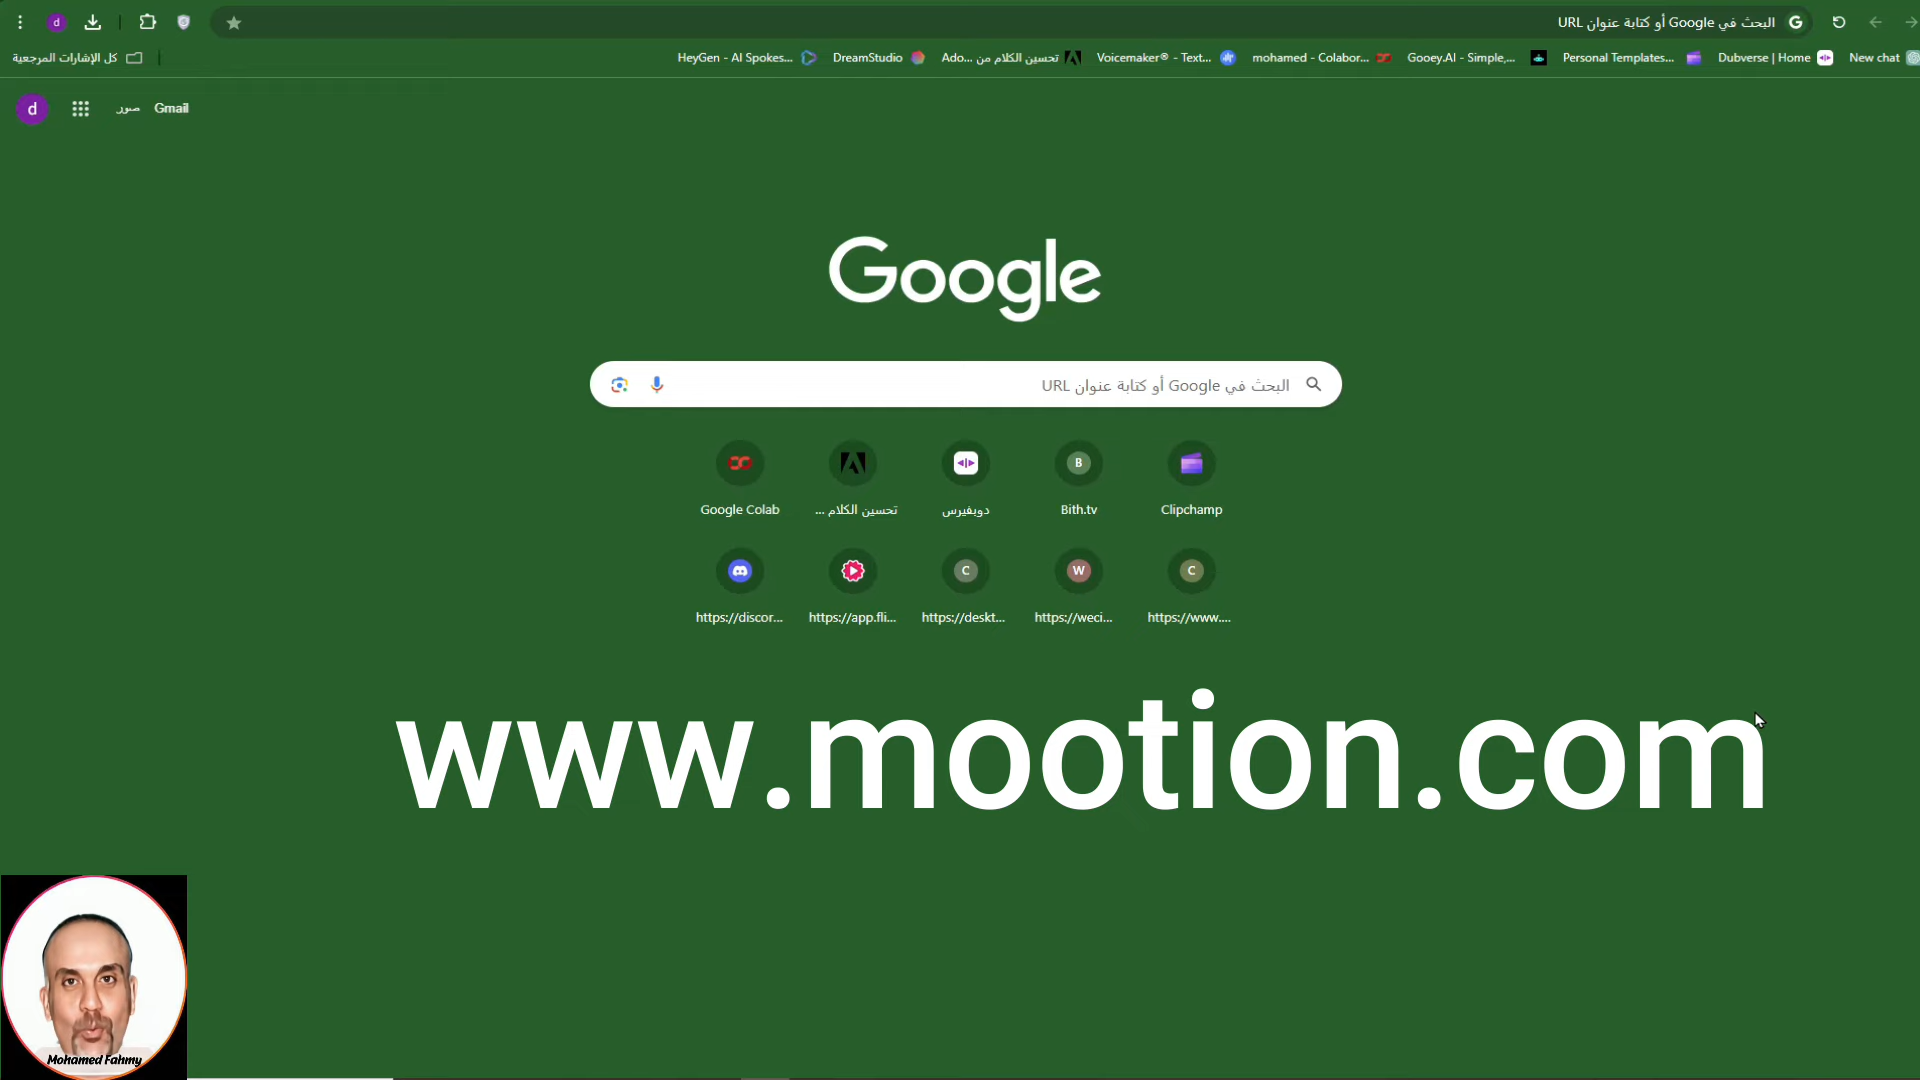 البحث في Google أو كتابة عنوان URL
d
New chat
Dubverse | Home
Personal Templates...
Gooey.AI - Simple,...
mohamed - Colabor...
Voicemaker® - Text...
تحسين الكلام من Ado...
DreamStudio
HeyGen - AI Spokes...
كل الإشارات المرجعية
Gmail
صور
d
Google
البحث في Google أو كتابة عنوان URL
Clipchamp
B
Bith.tv
دوبفيرس
تحسين الكلام ...
Google Colab
C
https://www....
W
https://weci...
C
https://deskt...
https://app.fli...
https://discor...
www.mootion.com
Mohamed Fahmy